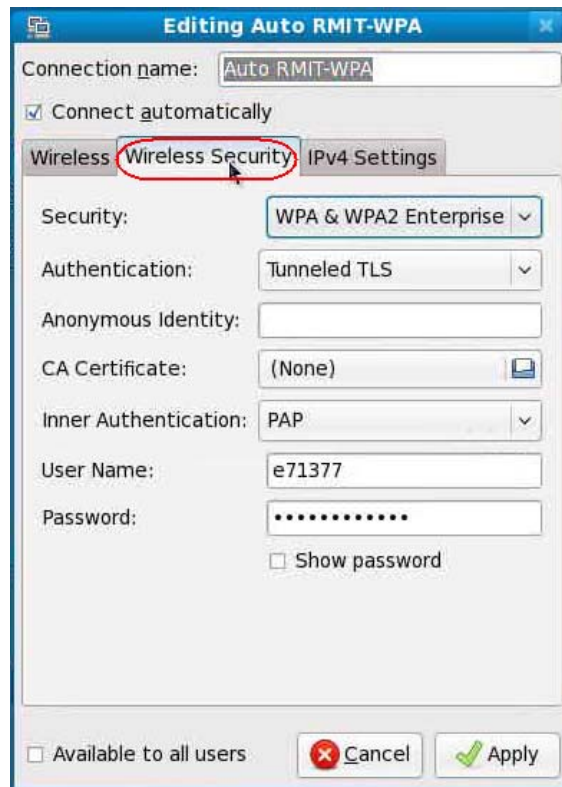 Editing Auto RMIT-WPA
Connection name: Auto RMIT-WPA
Connect automatically
Wireless Wireless Security IPv4 Settings
Security: WPA & WPA2 Enterprise
Authentication: Tunneled TLS
Anonymous Identity:
CA Certificate: (None)
Inner Authentication: PAP
User Name: e71377
Password: ••••••••••••
Show password
Available to all users Cancel Apply